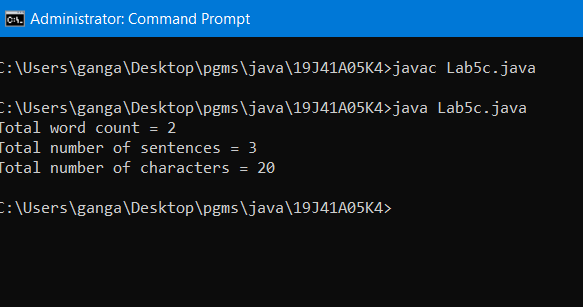 Administrator: Command Prompt
C:\Users\ganga\Desktop\pgms\java\19J41A05K4>javac Lab5c.java
C:\Users\ganga\Desktop\pgms\java\19J41A05K4>java Lab5c.java
Total word count = 2
Total number of sentences = 3
Total number of characters = 20
C:\Users\ganga\Desktop\pgms\java\19J41A05K4>